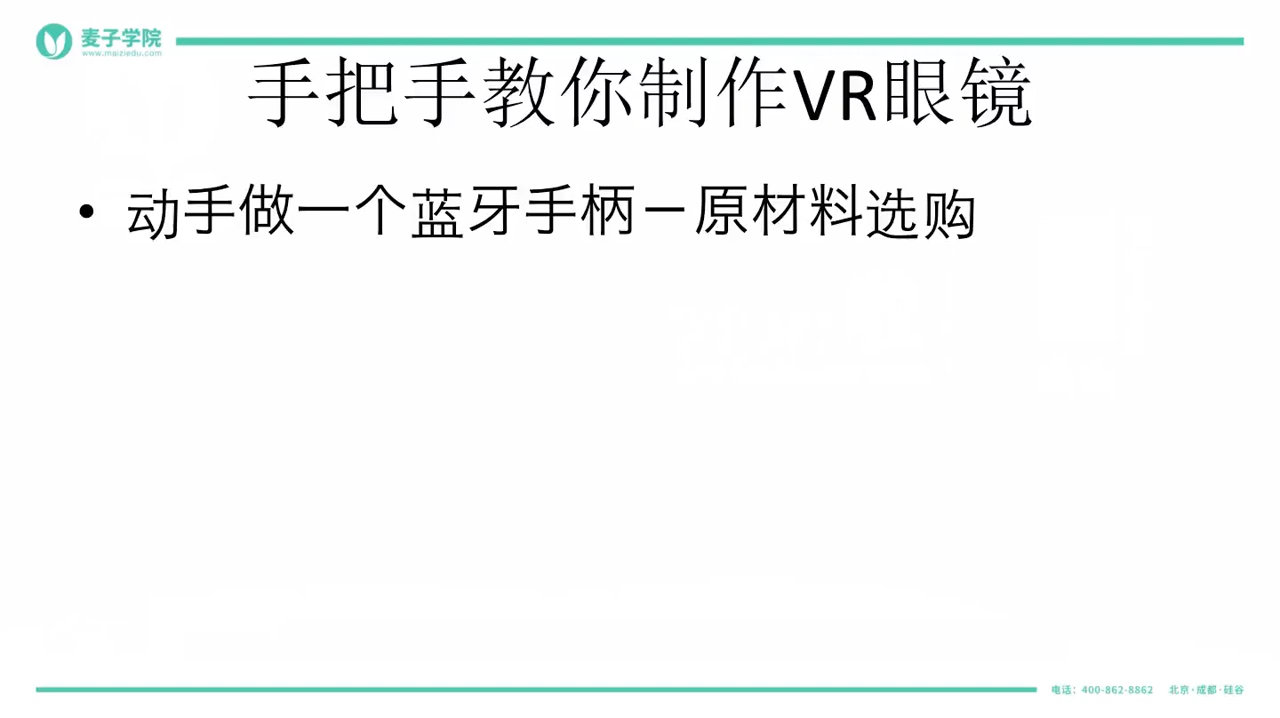 麦子学院
www.maiziedu.com
手把手教你制作VR眼镜
• 动手做一个蓝牙手柄－原材料选购
电话：400-862-8862 北京·成都·硅谷